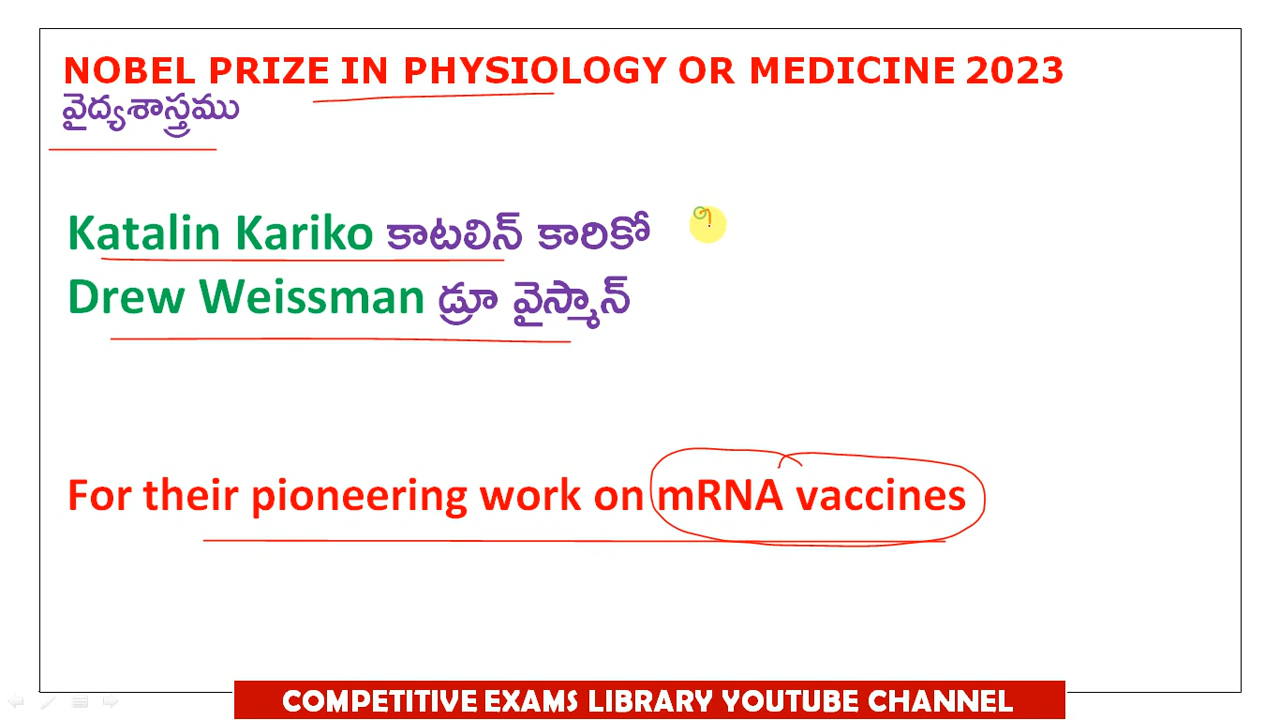 NOBEL PRIZE IN PHYSIOLOGY OR MEDICINE 2023
వైద్యశాస్త్రము
Katalin Kariko కాటలిన్ కారికో
Drew Weissman డ్రూ వైస్మాన్
For their pioneering work on mRNA vaccines
COMPETITIVE EXAMS LIBRARY YOUTUBE CHANNEL